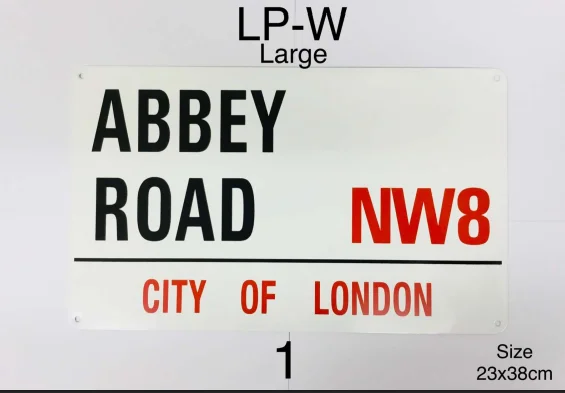 LP-W
Large
ABBEY
ROAD NW8
CITY OF LONDON
1
Size
23x38cm